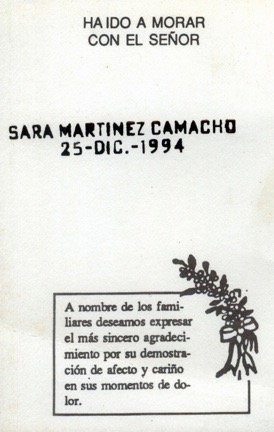 HA IDO A MORAR
CON EL SEÑOR
SARA MARTINEZ CAMACHO
25-DIC.-1994
A nombre de los fami-
liares deseamos expresar
el más sincero agradeci-
miento por su demostra-
ción de afecto y cariño
en sus momentos de do-
lor.